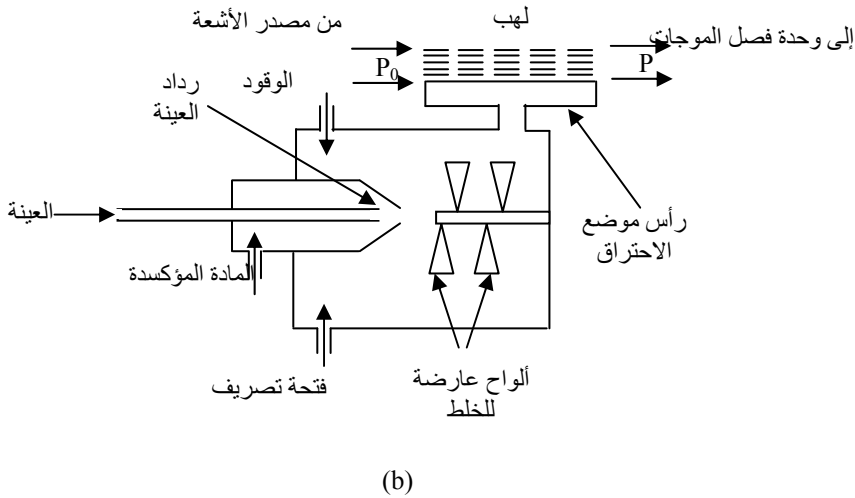 لهب
من مصدر الأشعة
إلى وحدة فصل الموجات
P₀
P
الوقود
رداد
العينة
العينة
المادة المؤكسدة
رأس موضع
الاحتراق
فتحة تصريف
ألواح عارضة
للخلط
(b)